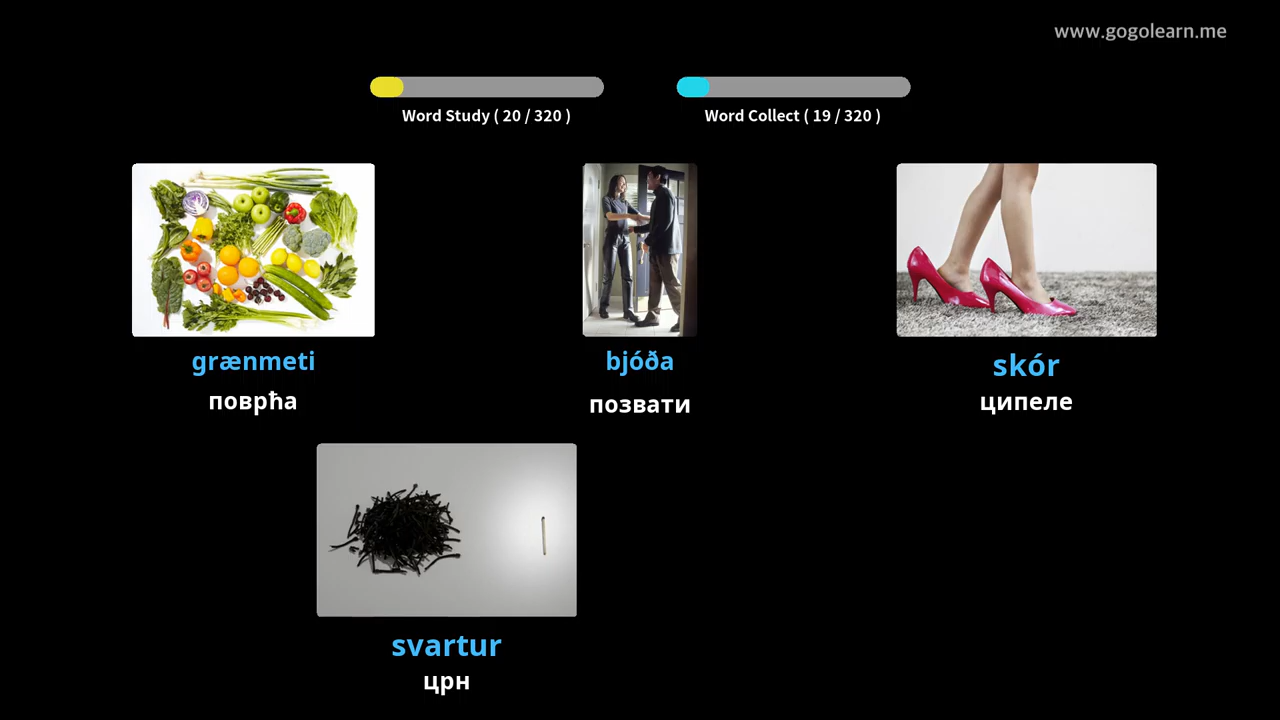 www.gogolearn.me
Word Study ( 20 / 320 )
Word Collect ( 19 / 320 )
grænmeti
bjóða
skór
поврћа
позвати
ципеле
svartur
црн